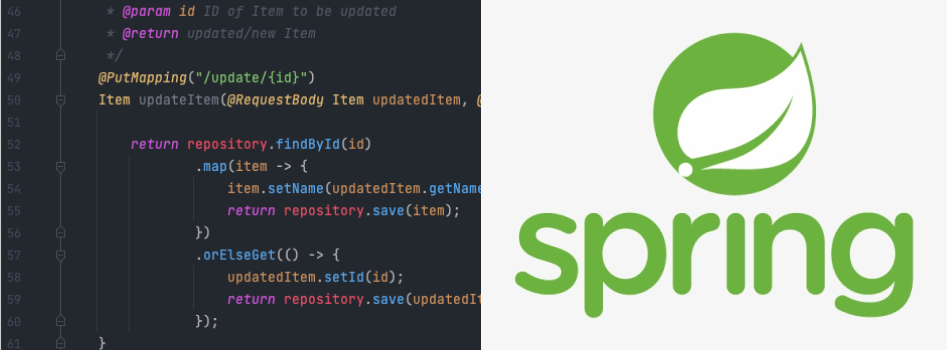 46 * @param id ID of Item to be updated
47 * @return updated/new Item
48 */
49 @PutMapping("/update/{id}")
50 Item updateItem(@RequestBody Item updatedItem, @
51
52 return repository.findById(id)
53 .map(item -> {
54 item.setName(updatedItem.getName
55 return repository.save(item);
56 })
57 .orElseGet(() -> {
58 updatedItem.setId(id);
59 return repository.save(updatedIt
60 });
61 }
spring